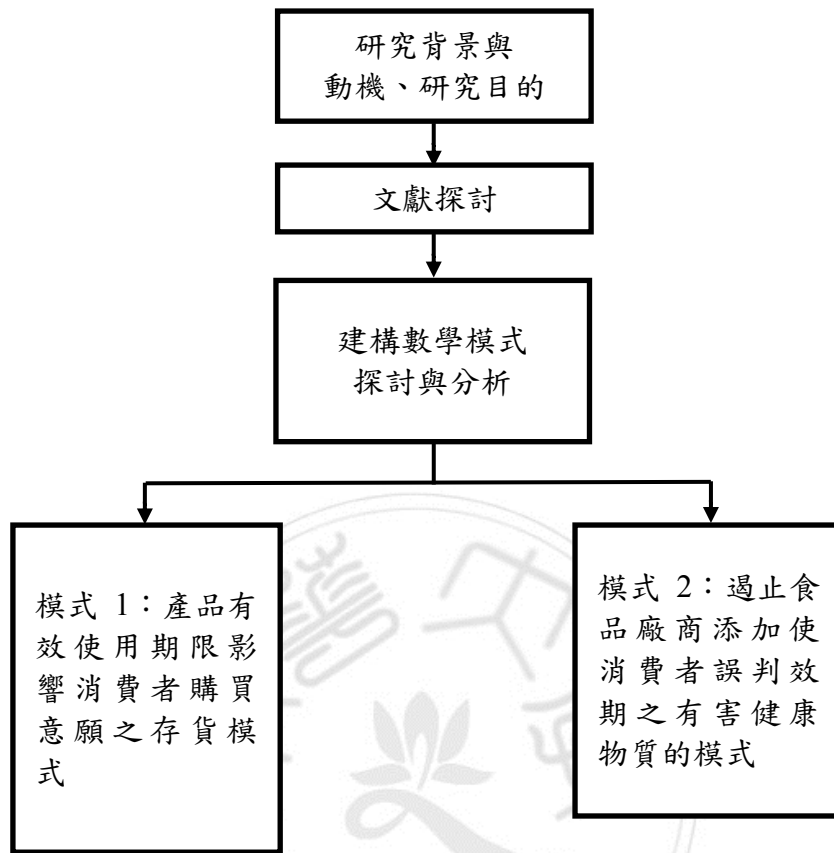 研究背景與
動機、研究目的
文獻探討
建構數學模式
探討與分析
模式 1：產品有
效使用期限影
響消費者購買
意願之存貨模
式
模式 2：遏止食
品廠商添加使
消費者誤判效
期之有害健康
物質的模式